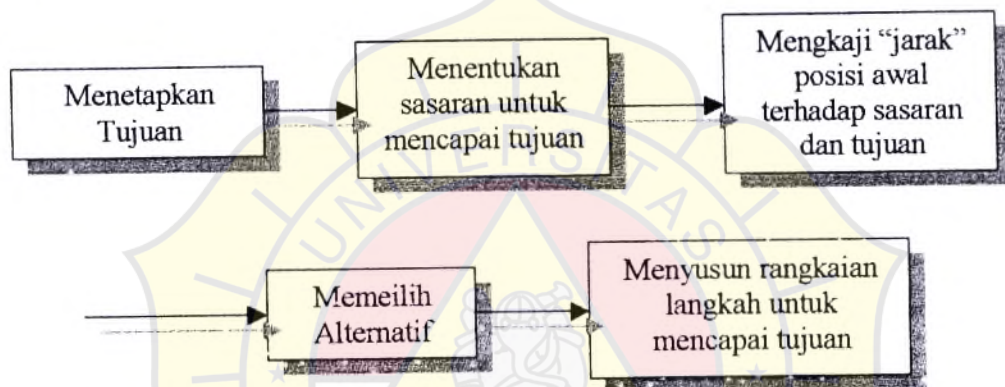 Menetapkan
Tujuan
Menentukan
sasaran untuk
mencapai tujuan
Mengkaji “jarak”
posisi awal
terhadap sasaran
dan tujuan
UNIVERSITAS
Memeilih
Alternatif
Menyusun rangkaian
langkah untuk
mencapai tujuan